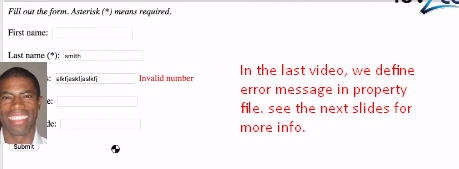 Fill out the form. Asterisk (*) means required.
First name:
Last name (*): smith
s: alkfjaskfjaslkfj Invalid number
e:
de:
Submit
In the last video, we define
error message in property
file. see the next slides for
more info.